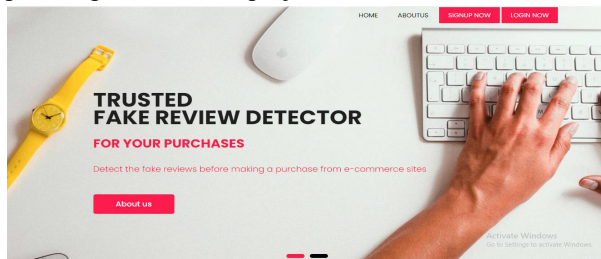 HOME ABOUTUS SIGNUP NOW LOGIN NOW
TRUSTED
FAKE REVIEW DETECTOR
FOR YOUR PURCHASES
Detect the fake reviews before making a purchase from e-commerce sites
About us
Activate Windows
Go to Settings to activate Windows.